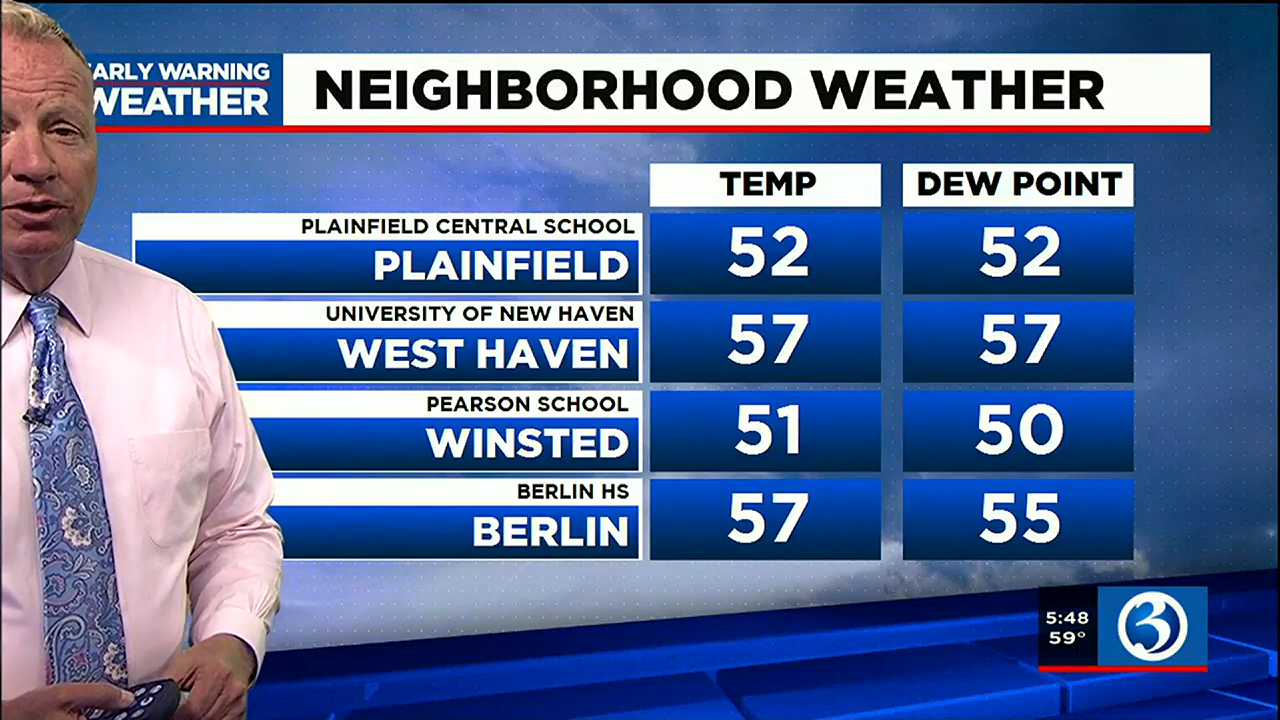 EARLY WARNING
WEATHER
NEIGHBORHOOD WEATHER
TEMP
DEW POINT
PLAINFIELD CENTRAL SCHOOL
PLAINFIELD
52
52
UNIVERSITY OF NEW HAVEN
WEST HAVEN
57
57
PEARSON SCHOOL
WINSTED
51
50
BERLIN HS
BERLIN
57
55
5:48
59°
3